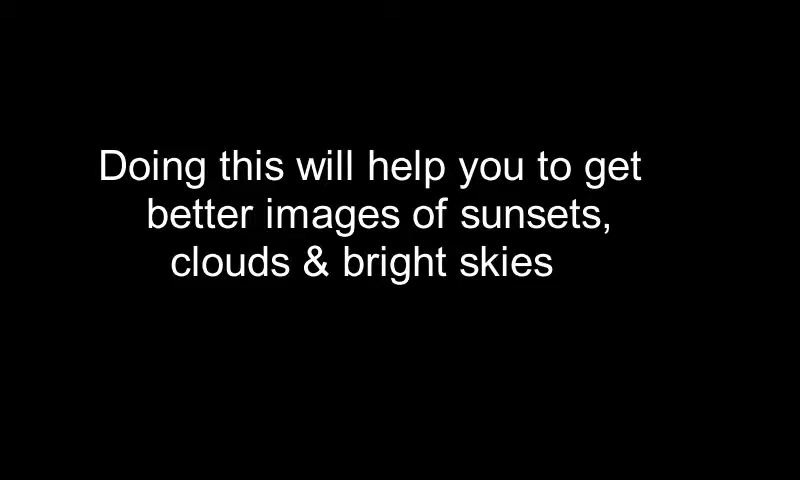 Doing this will help you to get
better images of sunsets,
clouds & bright skies